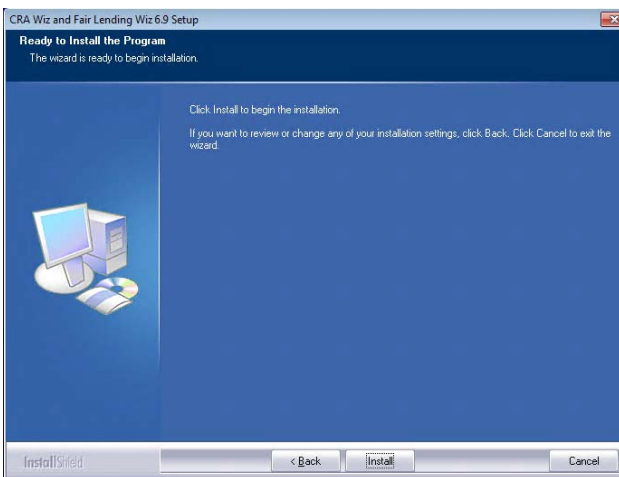 CRA Wiz and Fair Lending Wiz 6.9 Setup
Ready to Install the Program
The wizard is ready to begin installation.
Click Install to begin the installation.
If you want to review or change any of your installation settings, click Back. Click Cancel to exit the
wizard.
InstallShield
< Back
Install
Cancel